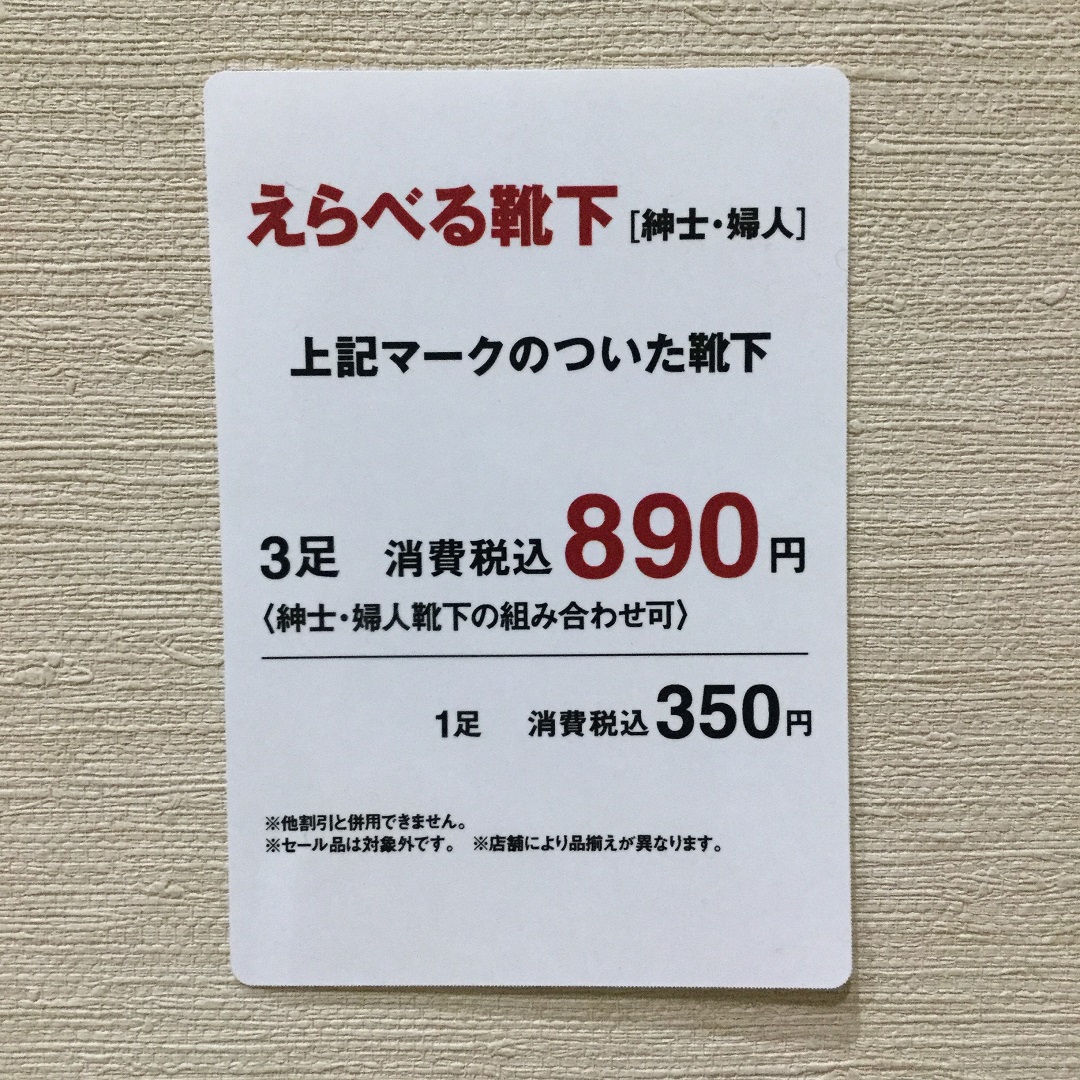 えらべる靴下 [紳士・婦人]
上記マークのついた靴下
3足 消費税込890円
〈紳士・婦人靴下の組み合わせ可〉
1足 消費税込350円
※他割引と併用できません。
※セール品は対象外です。 ※店舗により品揃えが異なります。